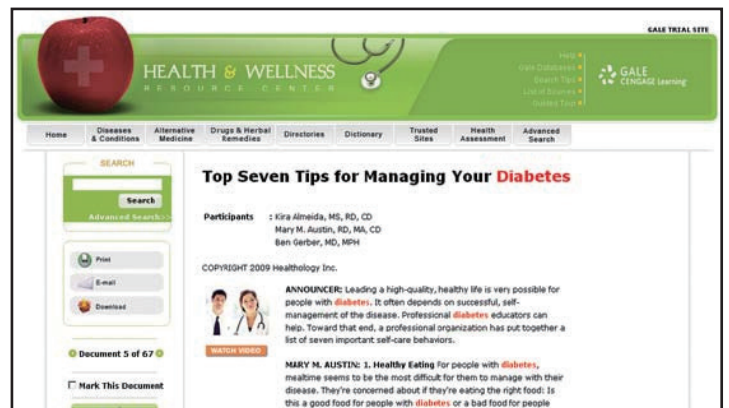 GALE TRIAL SITE
HEALTH & WELLNESS
RESOURCE CENTER
Help
Gale Databases
Search Tips
List of Sources
Guided Tour
GALE
CENGAGE Learning
Home
Diseases
& Conditions
Alternative
Medicine
Drugs & Herbal
Remedies
Directories
Dictionary
Trusted
Sites
Health
Assessment
Advanced
Search
SEARCH
Search
Advanced Search>>
Print
E-mail
Download
Document 5 of 67
Mark This Document
Top Seven Tips for Managing Your Diabetes
Participants : Kira Almeida, MS, RD, CD
Mary M. Austin, RD, MA, CD
Ben Gerber, MD, MPH
COPYRIGHT 2009 Healthology Inc.
WATCH VIDEO
ANNOUNCER: Leading a high-quality, healthy life is very possible for
people with diabetes. It often depends on successful, self-
management of the disease. Professional diabetes educators can
help. Toward that end, a professional organization has put together a
list of seven important self-care behaviors.
MARY M. AUSTIN: 1. Healthy Eating For people with diabetes,
mealtime seems to be the most difficult for them to manage with their
disease. They're concerned about if they're eating the right food: Is
this a good food for people with diabetes or a bad food for people